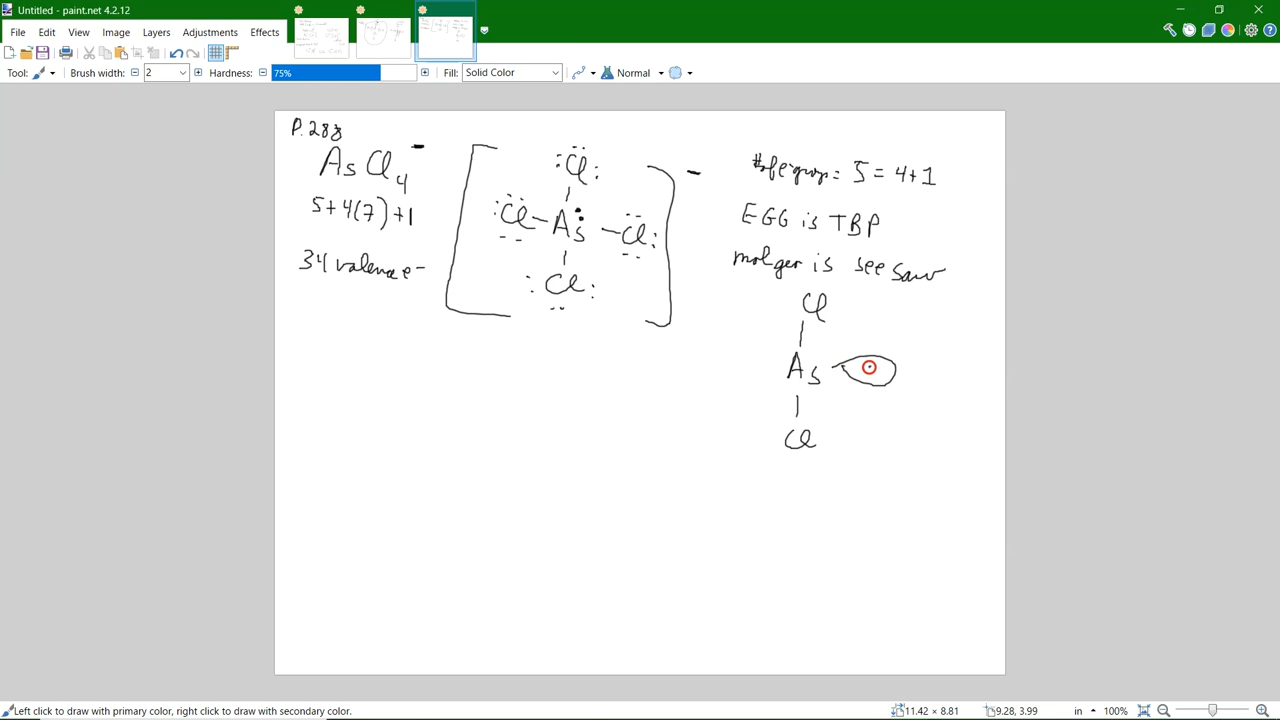 Untitled - paint.net 4.2.12
File Edit View Layers Adjustments Effects
Tool: Brush width: 2 Hardness: 75% Fill: Solid Color Normal
P. 288
AsCl4-
5+4(7)+1
34 valence e-
:Cl:
:Cl-As-Cl:
:Cl:
-
# of e groups = 5 = 4+1
EGG is TBP
mol geo is see saw
Cl
As
Cl
Left click to draw with primary color, right click to draw with secondary color. 11.42 × 8.81 9.28, 3.99 in 100%